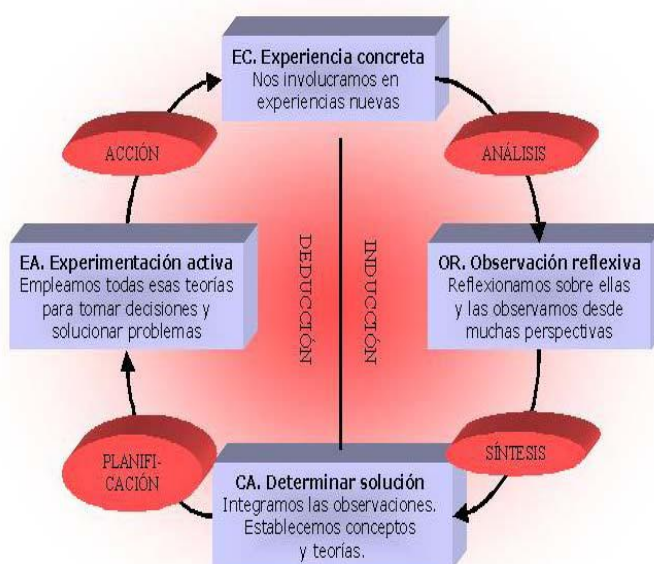 EC. Experiencia concreta
Nos involucramos en
experiencias nuevas
ACCIÓN
ANÁLISIS
EA. Experimentación activa
Empleamos todas esas teorías
para tomar decisiones y
solucionar problemas
DEDUCCIÓN
INDUCCIÓN
OR. Observación reflexiva
Reflexionamos sobre ellas
y las observamos desde
muchas perspectivas
PLANIFI-
CACIÓN
SÍNTESIS
CA. Determinar solución
Integramos las observaciones.
Establecemos conceptos
y teorías.